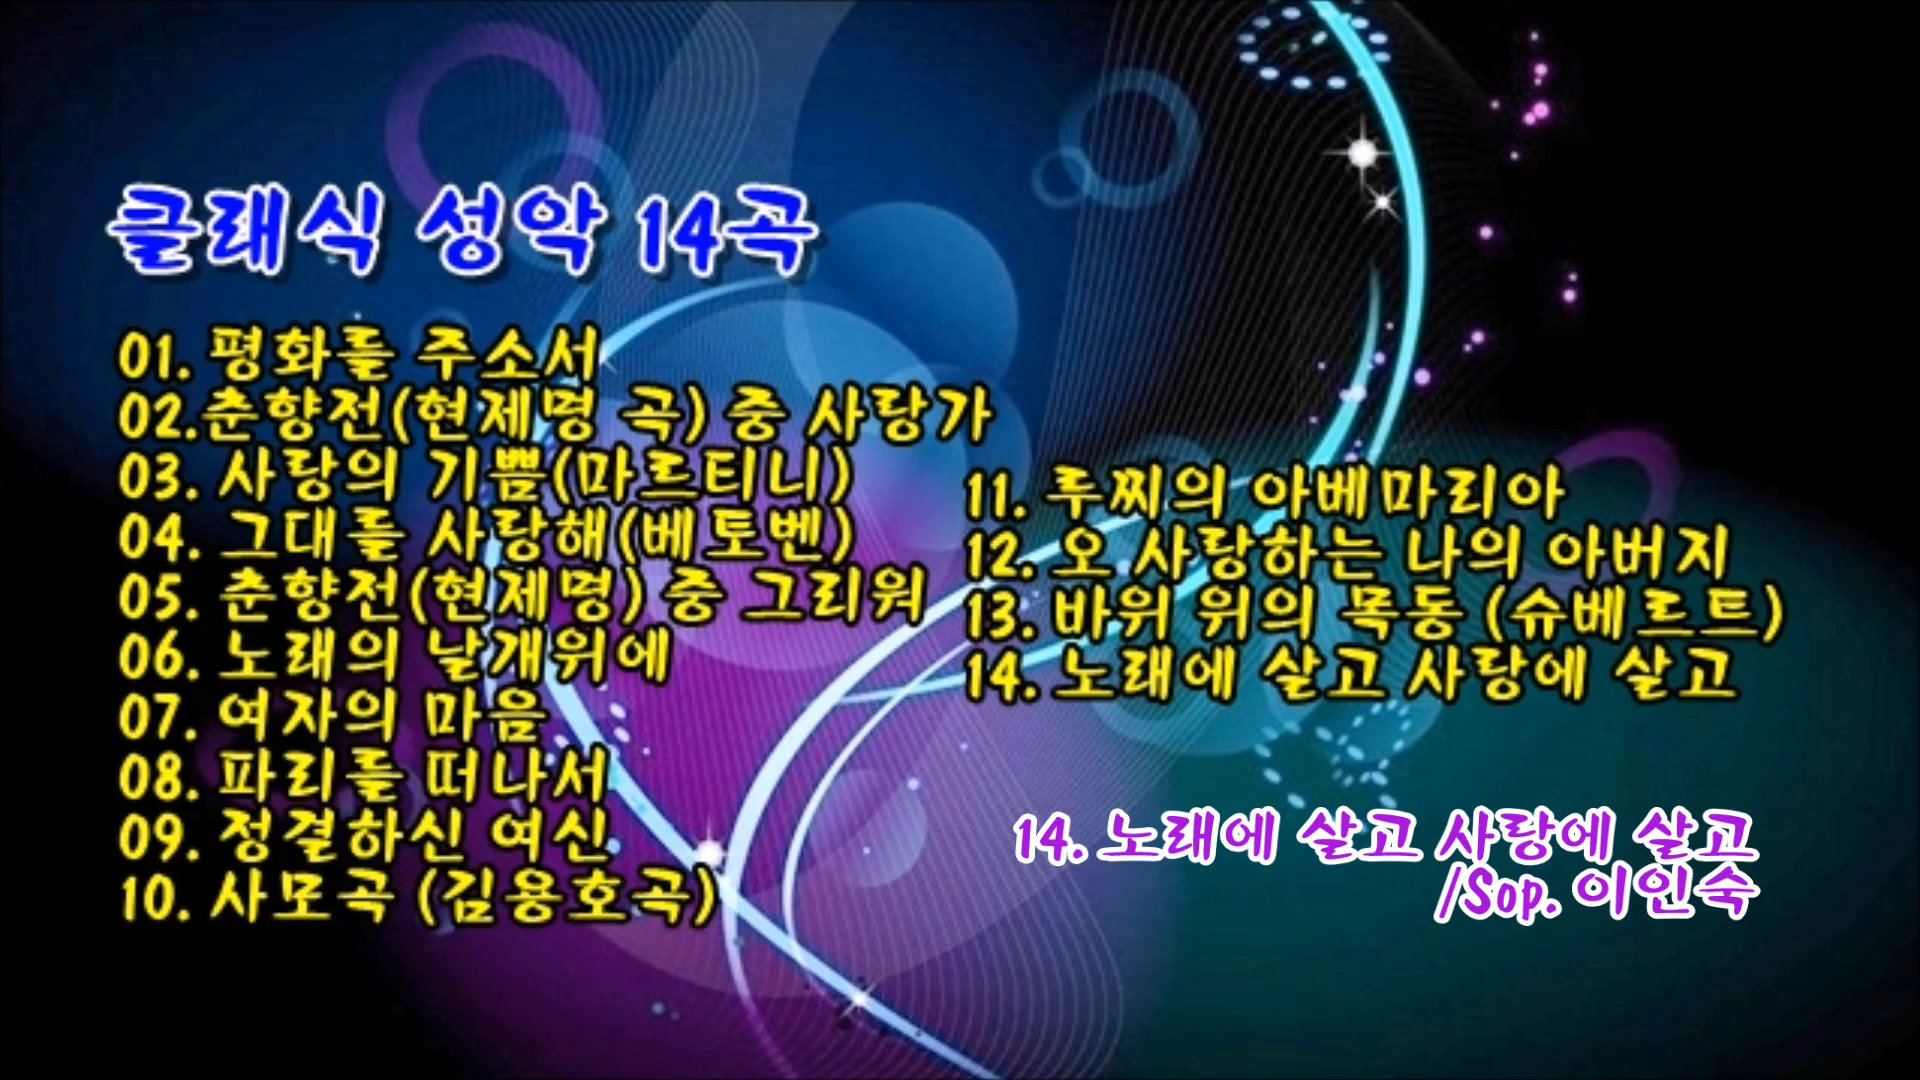 클래식 성악 14곡
01. 평화를 주소서
02.춘향전(현제명 곡) 중 사랑가
03. 사랑의 기쁨(마르티니)
04. 그대를 사랑해(베토벤)
05. 춘향전(현제명) 중 그리워
06. 노래의 날개위에
07. 여자의 마음
08. 파리를 떠나서
09. 정결하신 여신
10. 사모곡 (김용호곡)
11. 루찌의 아베마리아
12. 오 사랑하는 나의 아버지
13. 바위 위의 목동 (슈베르트)
14. 노래에 살고 사랑에 살고
14. 노래에 살고 사랑에 살고
/Sop. 이인숙